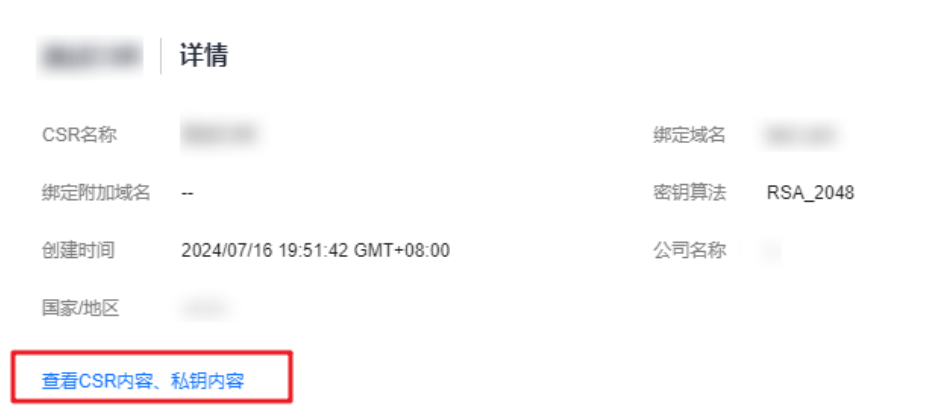 详情
CSR名称 绑定域名
绑定附加域名 -- 密钥算法 RSA_2048
创建时间 2024/07/16 19:51:42 GMT+08:00 公司名称
国家/地区
查看CSR内容、私钥内容